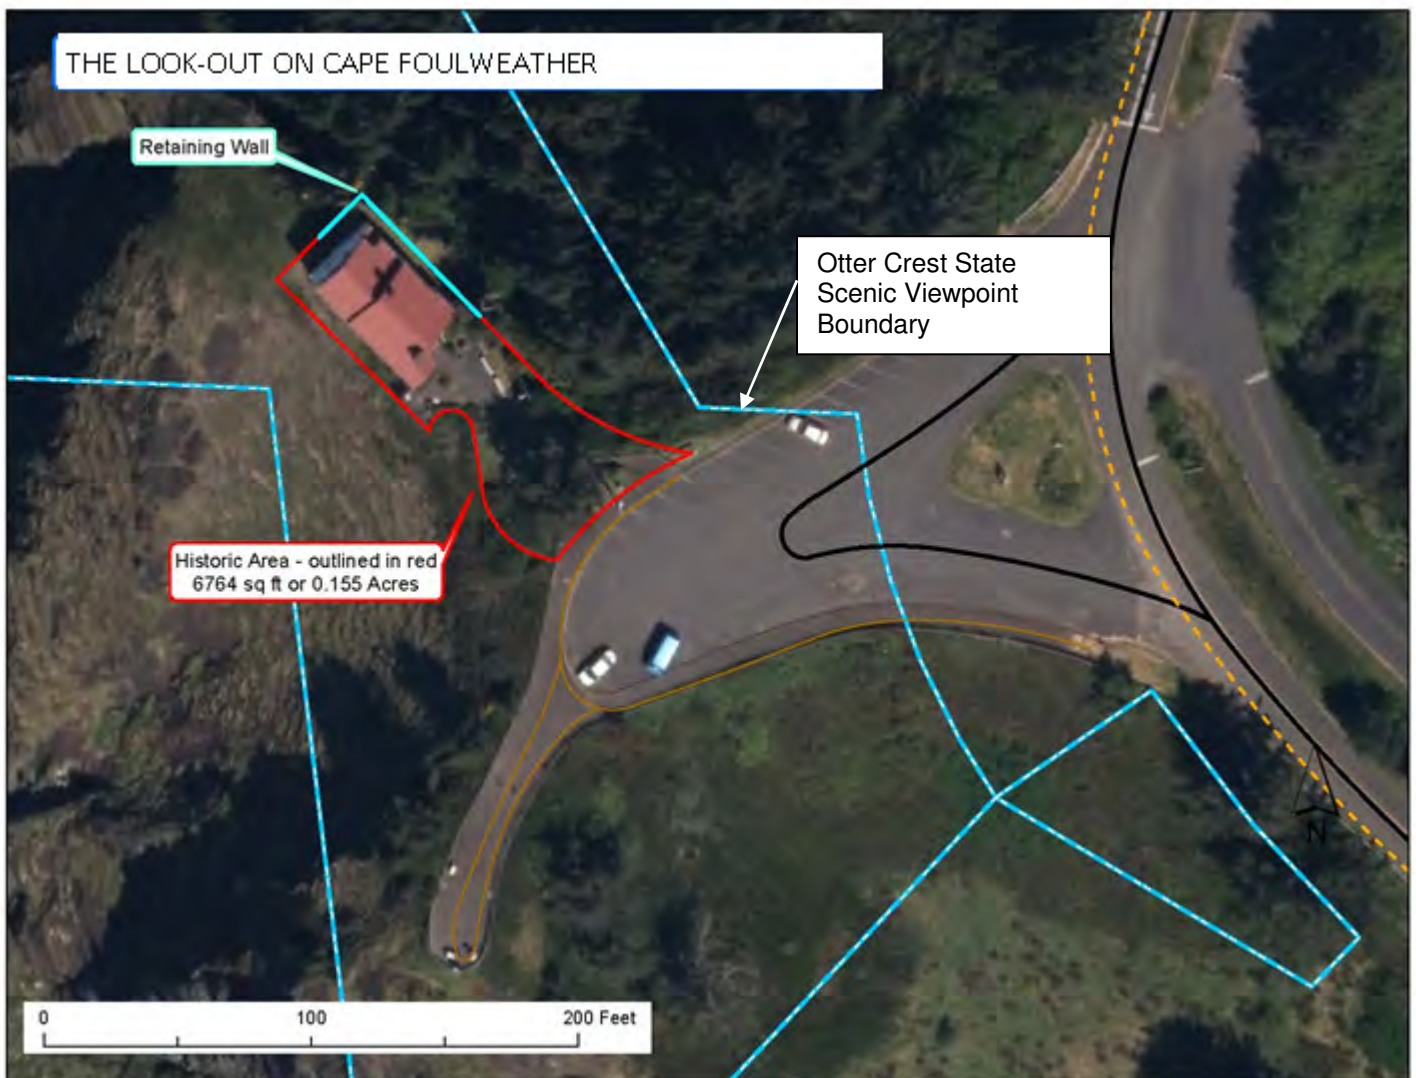 THE LOOK-OUT ON CAPE FOULWEATHER
Retaining Wall
Otter Crest State
Scenic Viewpoint
Boundary
Historic Area - outlined in red
6764 sq ft or 0.155 Acres
N
0 100 200 Feet